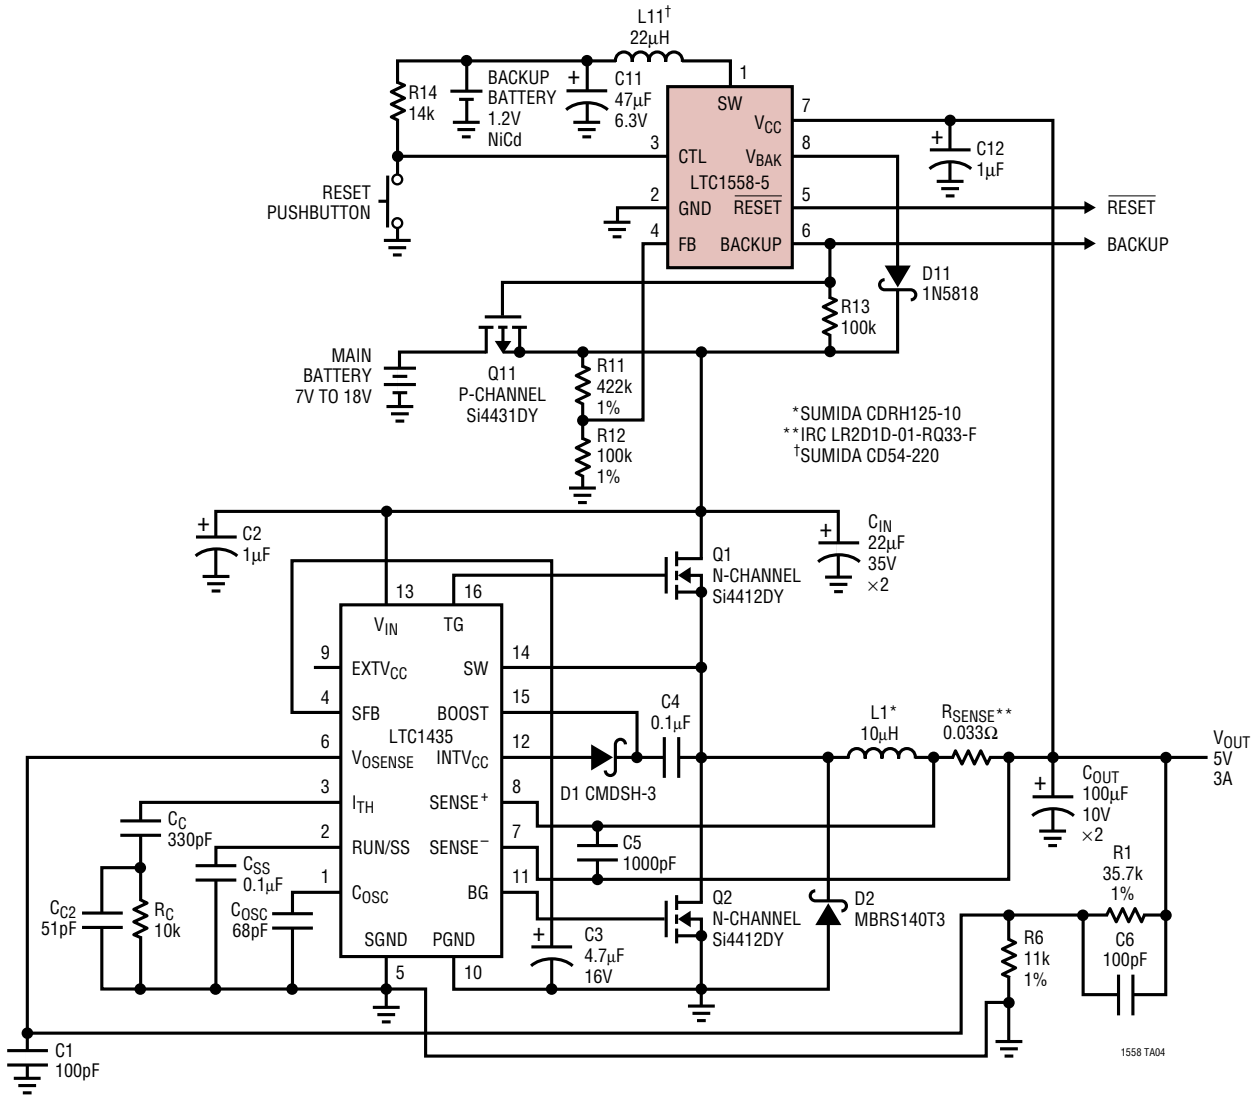 L11†
22µH
R14
14k
BACKUP
BATTERY
1.2V
NiCd
+
C11
47µF
6.3V
1
SW
7
VCC
8
VBAK
3
CTL
LTC1558-5
2
GND
RESET
5
4
FB
BACKUP
6
+
C12
1µF
RESET
BACKUP
RESET
PUSHBUTTON
D11
1N5818
R13
100k
MAIN
BATTERY
7V TO 18V
Q11
P-CHANNEL
Si4431DY
R11
422k
1%
R12
100k
1%
*SUMIDA CDRH125-10
**IRC LR2D1D-01-RQ33-F
†SUMIDA CD54-220
+
C2
1µF
+
CIN
22µF
35V
×2
Q1
N-CHANNEL
Si4412DY
13
16
VIN
TG
9
EXTVCC
SW
14
4
SFB
BOOST
15
LTC1435
6
VOSENSE
INTVCC
12
3
ITH
SENSE+
8
2
RUN/SS
SENSE−
7
1
COSC
BG
11
SGND
PGND
5
10
C4
0.1µF
D1 CMDSH-3
L1*
10µH
RSENSE**
0.033Ω
VOUT
5V
3A
+
COUT
100µF
10V
×2
C5
1000pF
CC
330pF
CSS
0.1µF
CC2
51pF
RC
10k
COSC
68pF
Q2
N-CHANNEL
Si4412DY
D2
MBRS140T3
+
C3
4.7µF
16V
R1
35.7k
1%
C6
100pF
R6
11k
1%
C1
100pF
1558 TA04